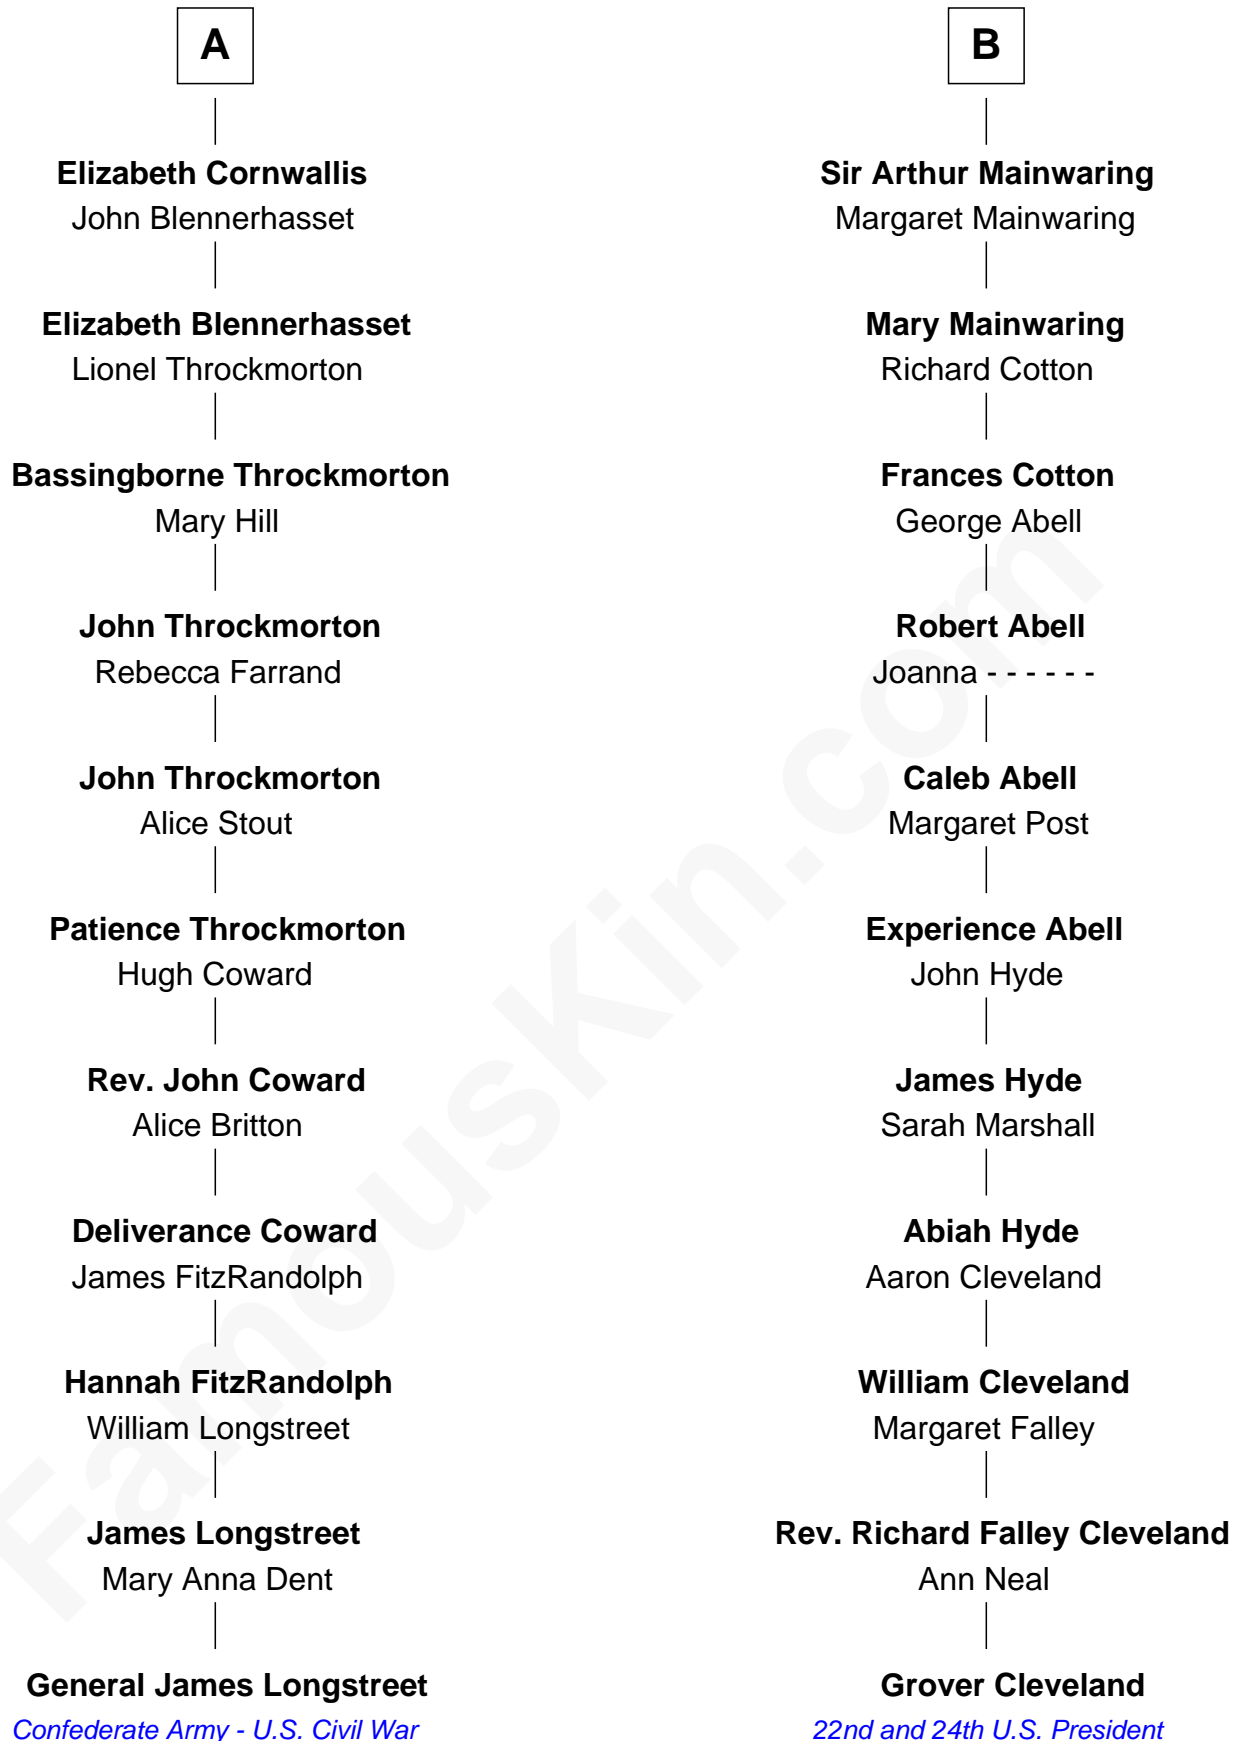 A
Elizabeth Cornwallis
John Blennerhasset
Elizabeth Blennerhasset
Lionel Throckmorton
Bassingborne Throckmorton
Mary Hill
John Throckmorton
Rebecca Farrand
John Throckmorton
Alice Stout
Patience Throckmorton
Hugh Coward
Rev. John Coward
Alice Britton
Deliverance Coward
James FitzRandolph
Hannah FitzRandolph
William Longstreet
James Longstreet
Mary Anna Dent
General James Longstreet
Confederate Army - U.S. Civil War
B
Sir Arthur Mainwaring
Margaret Mainwaring
Mary Mainwaring
Richard Cotton
Frances Cotton
George Abell
Robert Abell
Joanna - - - - - -
Caleb Abell
Margaret Post
Experience Abell
John Hyde
James Hyde
Sarah Marshall
Abiah Hyde
Aaron Cleveland
William Cleveland
Margaret Falley
Rev. Richard Falley Cleveland
Ann Neal
Grover Cleveland
22nd and 24th U.S. President
FamousKin.com